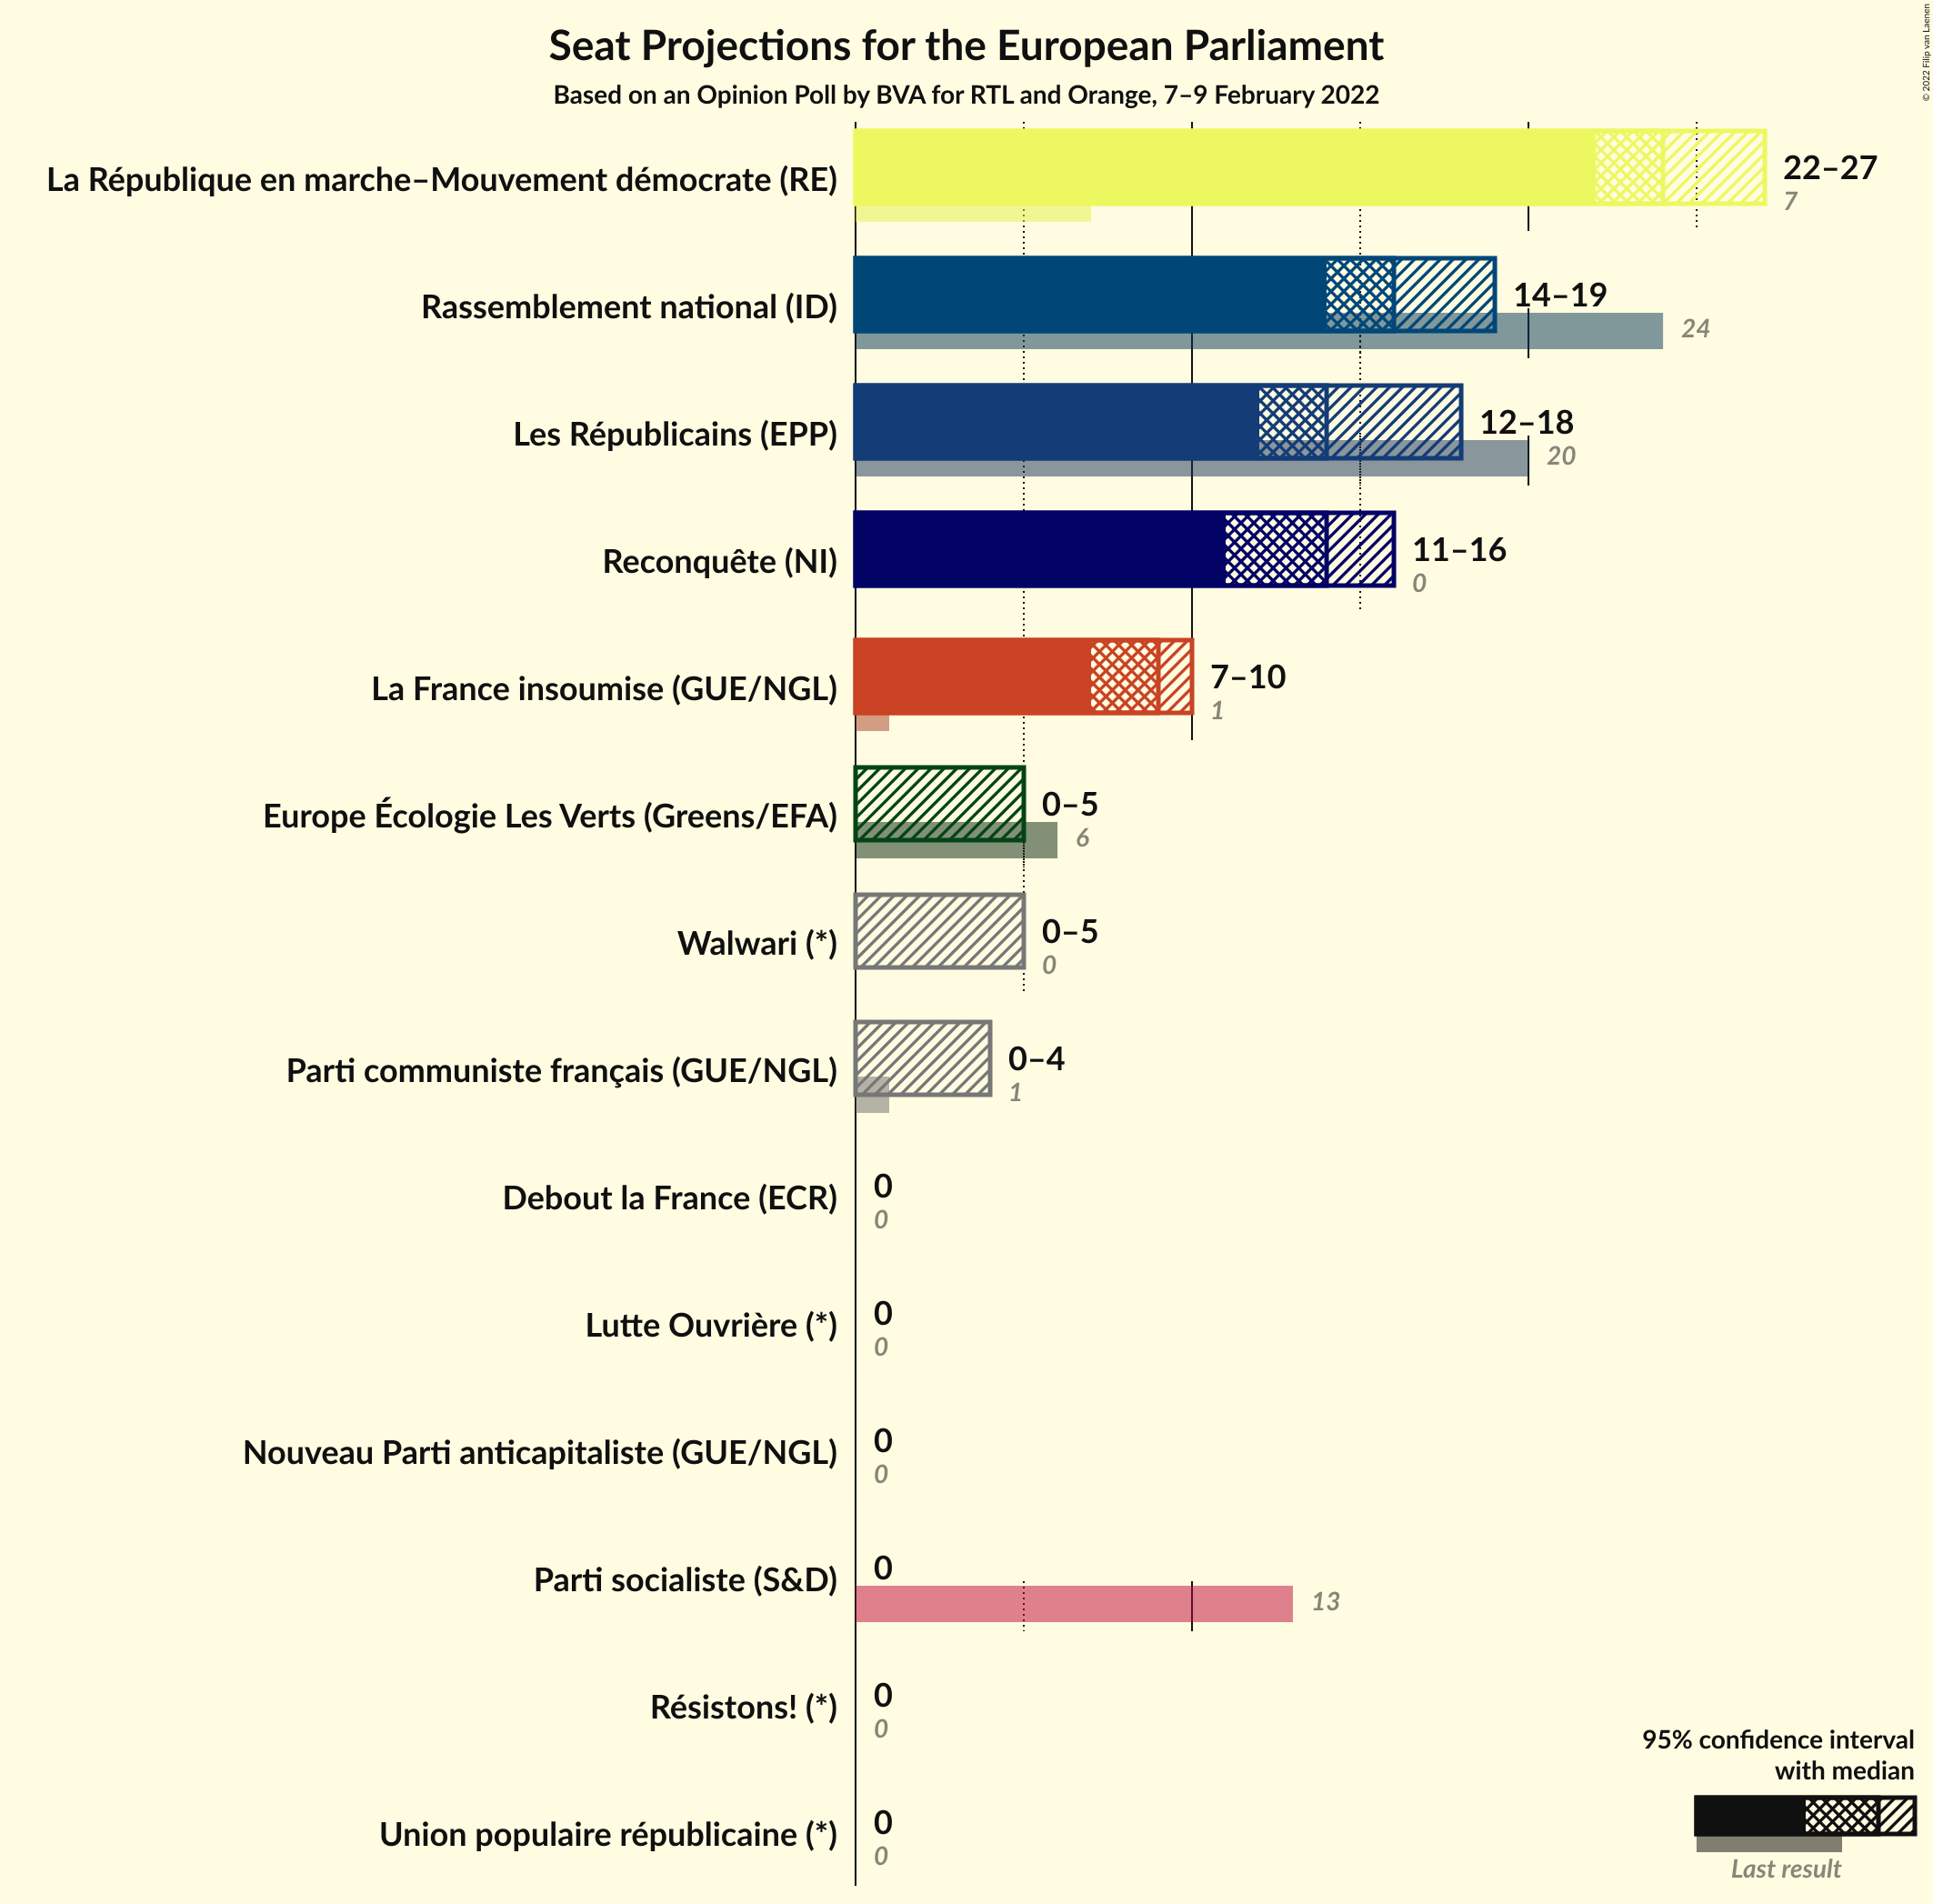 Seat Projections for the European Parliament
Based on an Opinion Poll by BVA for RTL and Orange, 7–9 February 2022
© 2022 Filip van Laenen
La République en marche–Mouvement démocrate (RE)
22–27
7
Rassemblement national (ID)
14–19
24
Les Républicains (EPP)
12–18
20
Reconquête (NI)
11–16
0
La France insoumise (GUE/NGL)
7–10
1
Europe Écologie Les Verts (Greens/EFA)
0–5
6
Walwari (*)
0–5
0
Parti communiste français (GUE/NGL)
0–4
1
Debout la France (ECR)
0
0
Lutte Ouvrière (*)
0
0
Nouveau Parti anticapitaliste (GUE/NGL)
0
0
Parti socialiste (S&D)
0
13
Résistons! (*)
0
0
Union populaire républicaine (*)
0
0
95% confidence interval
with median
Last result